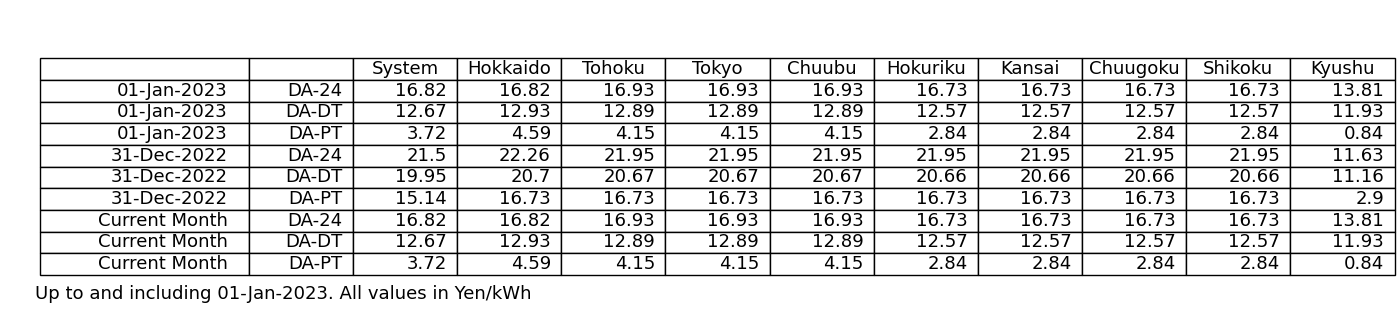 System Hokkaido Tohoku Tokyo Chuubu Hokuriku Kansai Chuugoku Shikoku Kyushu
01-Jan-2023 DA-24 16.82 16.82 16.93 16.93 16.93 16.73 16.73 16.73 16.73 13.81
01-Jan-2023 DA-DT 12.67 12.93 12.89 12.89 12.89 12.57 12.57 12.57 12.57 11.93
01-Jan-2023 DA-PT 3.72 4.59 4.15 4.15 4.15 2.84 2.84 2.84 2.84 0.84
31-Dec-2022 DA-24 21.5 22.26 21.95 21.95 21.95 21.95 21.95 21.95 21.95 11.63
31-Dec-2022 DA-DT 19.95 20.7 20.67 20.67 20.67 20.66 20.66 20.66 20.66 11.16
31-Dec-2022 DA-PT 15.14 16.73 16.73 16.73 16.73 16.73 16.73 16.73 16.73 2.9
Current Month DA-24 16.82 16.82 16.93 16.93 16.93 16.73 16.73 16.73 16.73 13.81
Current Month DA-DT 12.67 12.93 12.89 12.89 12.89 12.57 12.57 12.57 12.57 11.93
Current Month DA-PT 3.72 4.59 4.15 4.15 4.15 2.84 2.84 2.84 2.84 0.84
Up to and including 01-Jan-2023. All values in Yen/kWh